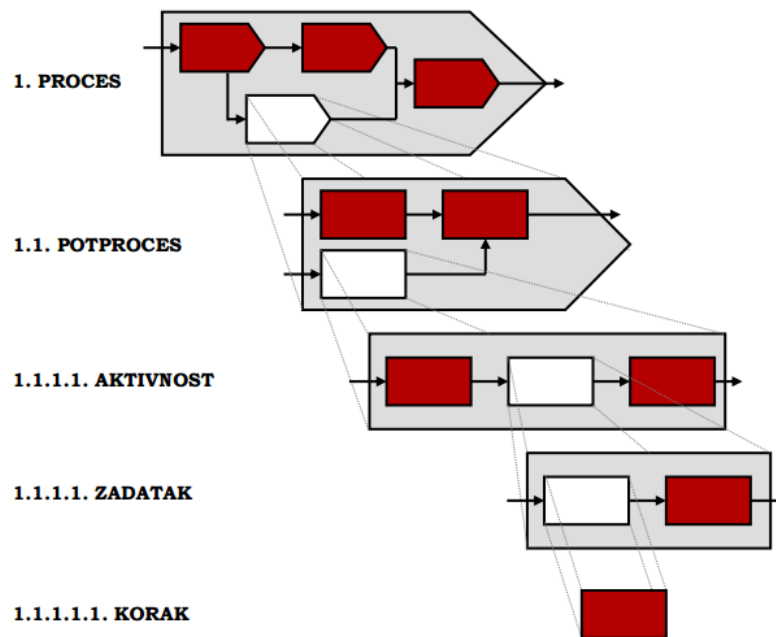 1. PROCES
1.1. POTPROCES
1.1.1.1. AKTIVNOST
1.1.1.1. ZADATAK
1.1.1.1.1. KORAK